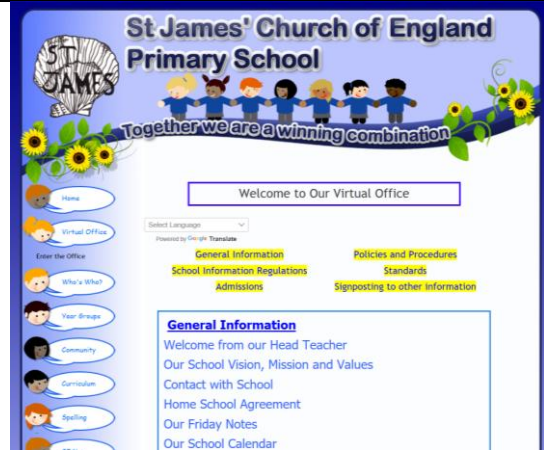 St James' Church of England
Primary School
ST
JAMES
Together we are a winning combination
Home
Virtual Office
Enter the Office
Who's Who?
Year Groups
Community
Curriculum
Spelling
Welcome to Our Virtual Office
Select Language
Powered by Google Translate
General Information
Policies and Procedures
School Information Regulations
Standards
Admissions
Signposting to other information
General Information
Welcome from our Head Teacher
Our School Vision, Mission and Values
Contact with School
Home School Agreement
Our Friday Notes
Our School Calendar